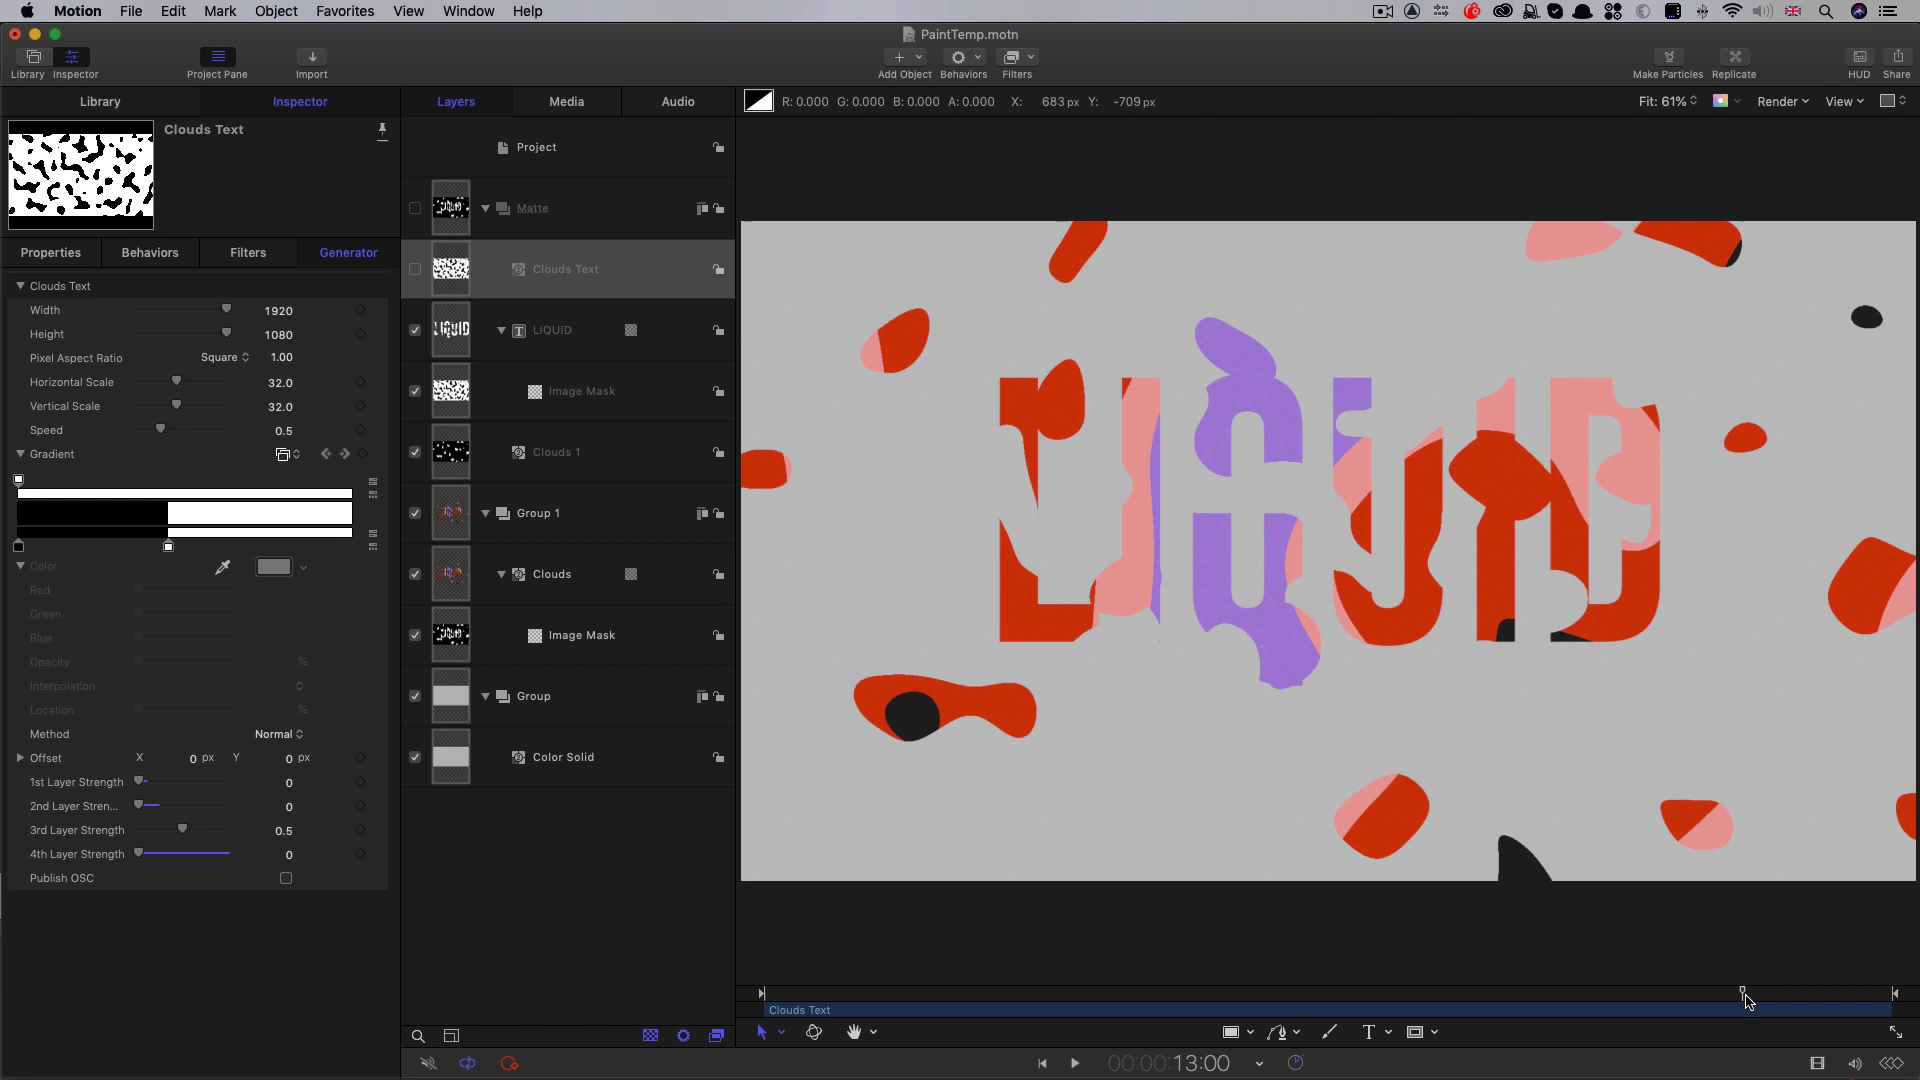 Motion File Edit Mark Object Favorites View Window Help
PaintTemp.motn
Library Inspector Project Pane Import Add Object Behaviors Filters Make Particles Replicate HUD Share
Library Inspector Layers Media Audio R: 0.000 G: 0.000 B: 0.000 A: 0.000 X: 683 px Y: -709 px Fit: 61% Render View
Clouds Text
Properties Behaviors Filters Generator
Clouds Text
Width 1920
Height 1080
Pixel Aspect Ratio Square 1.00
Horizontal Scale 32.0
Vertical Scale 32.0
Speed 0.5
Gradient
Color
Red
Green
Blue
Opacity %
Interpolation
Location %
Method Normal
Offset X 0 px Y 0 px
1st Layer Strength 0
2nd Layer Stren... 0
3rd Layer Strength 0.5
4th Layer Strength 0
Publish OSC
Project
Matte
Clouds Text
LIQUID LIQUID
Image Mask
Clouds 1
Group 1
Clouds
Image Mask
Group
Color Solid
LIQUID
Clouds Text
T
00:00:13:00